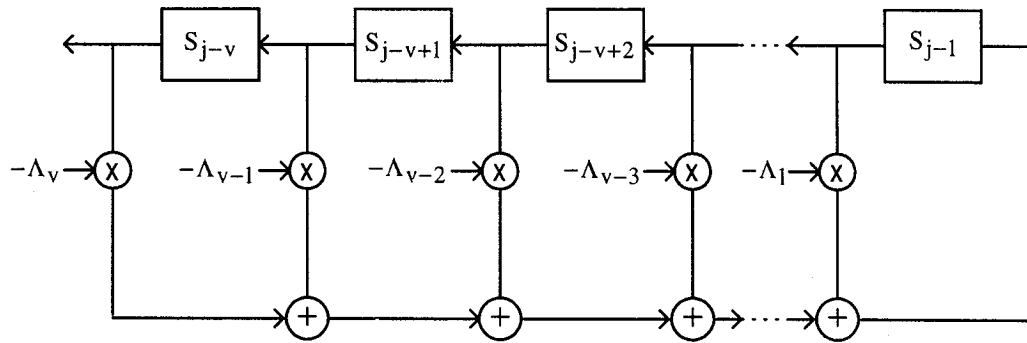 S_{j-v} S_{j-v+1} S_{j-v+2} S_{j-1}
-Λ_v X -Λ_{v-1} X -Λ_{v-2} X -Λ_{v-3} X -Λ_1 X
+ + + +